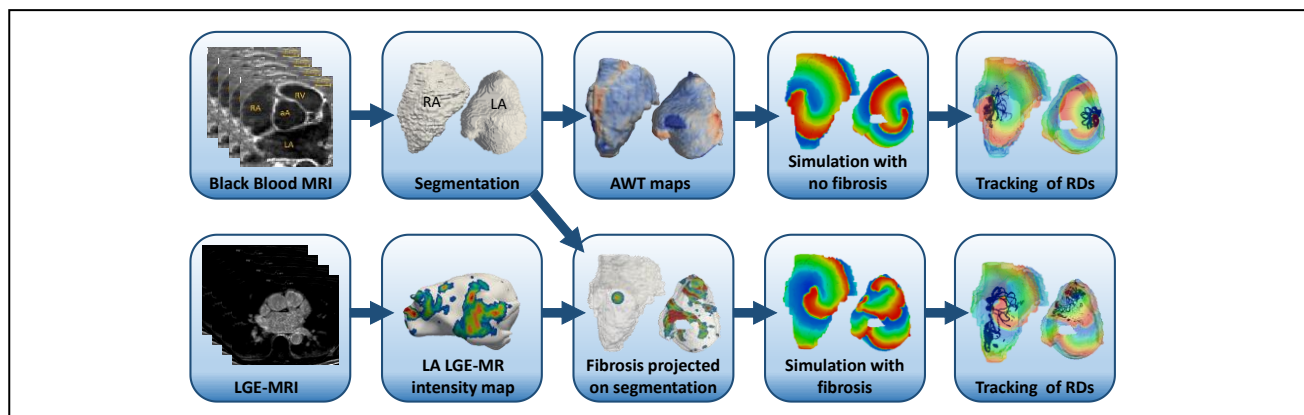 RA
RV
aA
LA
Black Blood MRI
RA
LA
Segmentation
AWT maps
Simulation with
no fibrosis
Tracking of RDs
LGE-MRI
LA LGE-MR
intensity map
Fibrosis projected
on segmentation
Simulation with
fibrosis
Tracking of RDs